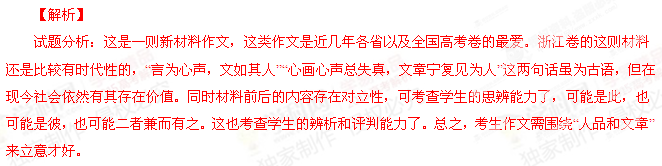 【解析】
试题分析：这是一则新材料作文，这类作文是近几年各省以及全国高考卷的最爱。浙江卷的这则材料
还是比较有时代性的，“言为心声，文如其人”“心画心声总失真，文章宁复见为人”这两句话虽为古语，但在
现今社会依然有其存在价值。同时材料前后的内容存在对立性，可考查学生的思辨能力了，可能是此，也
可能是彼，也可能二者兼而有之。这也考查学生的辨析和评判能力了。总之，考生作文需围绕“人品和文章”
来立意才好。